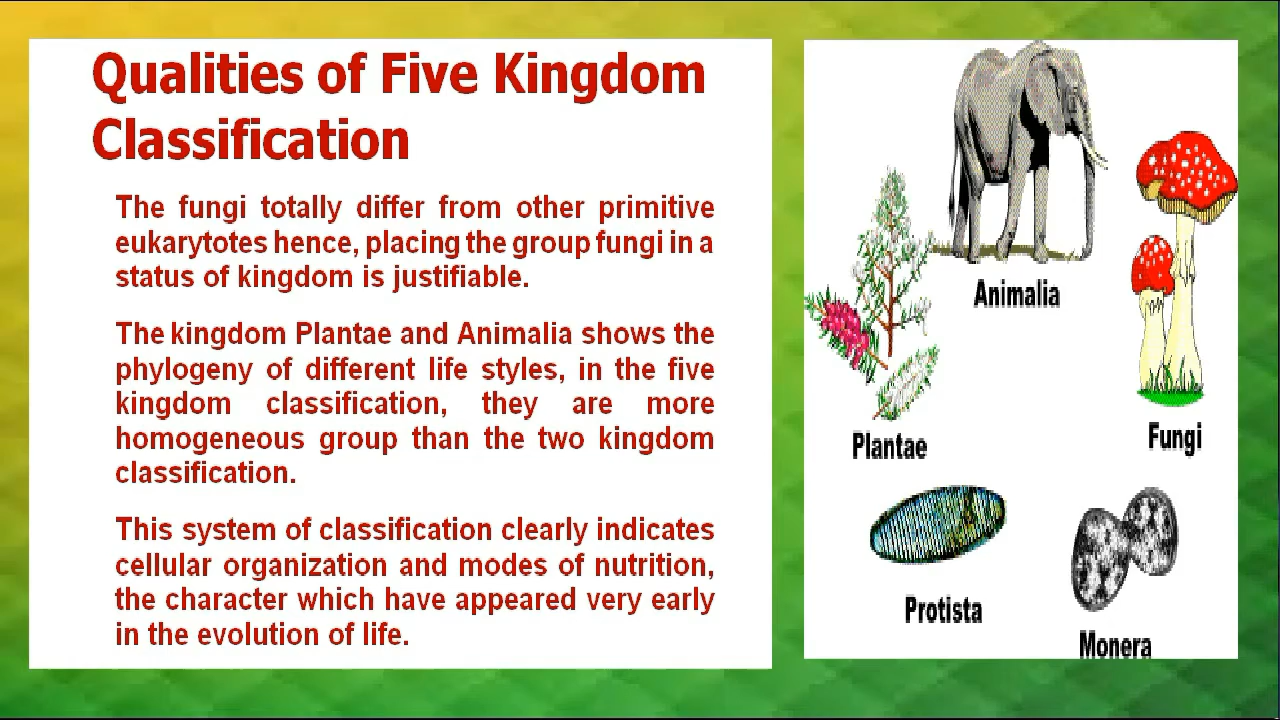 Qualities of Five Kingdom
Classification
The fungi totally differ from other primitive
eukarytotes hence, placing the group fungi in a
status of kingdom is justifiable.
The kingdom Plantae and Animalia shows the
phylogeny of different life styles, in the five
kingdom classification, they are more
homogeneous group than the two kingdom
classification.
This system of classification clearly indicates
cellular organization and modes of nutrition,
the character which have appeared very early
in the evolution of life.
Animalia
Plantae
Fungi
Protista
Monera